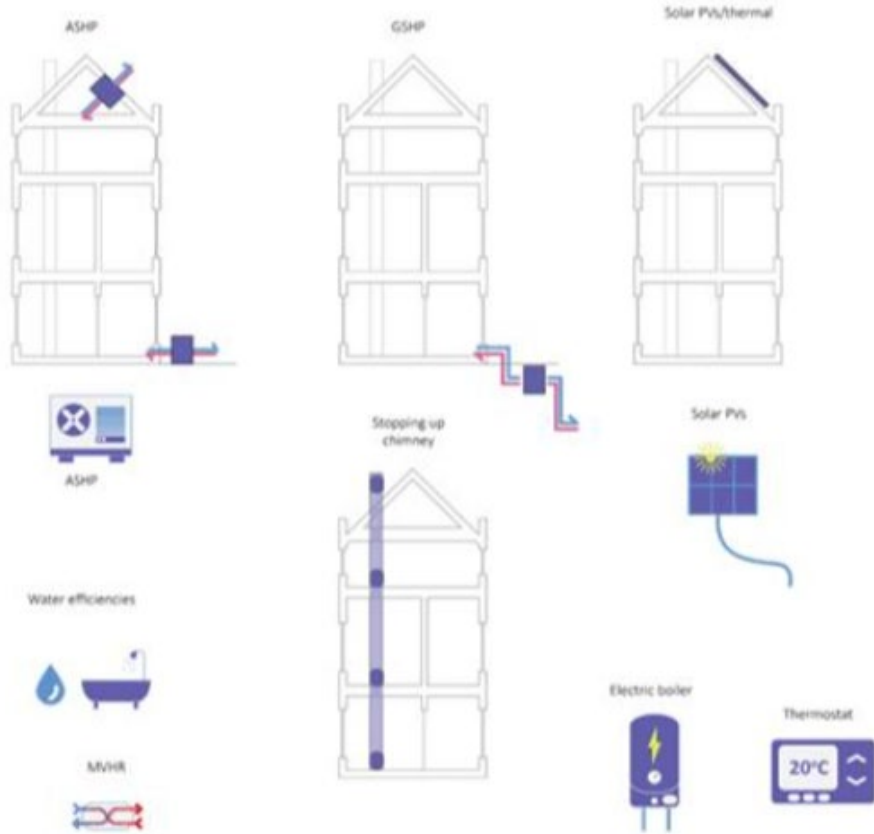 ASHP
GSHP
Solar PVs/thermal
ASHP
Stopping up
chimney
Solar PVs
Water efficiencies
Electric boiler
Thermostat
20°C
MVHR